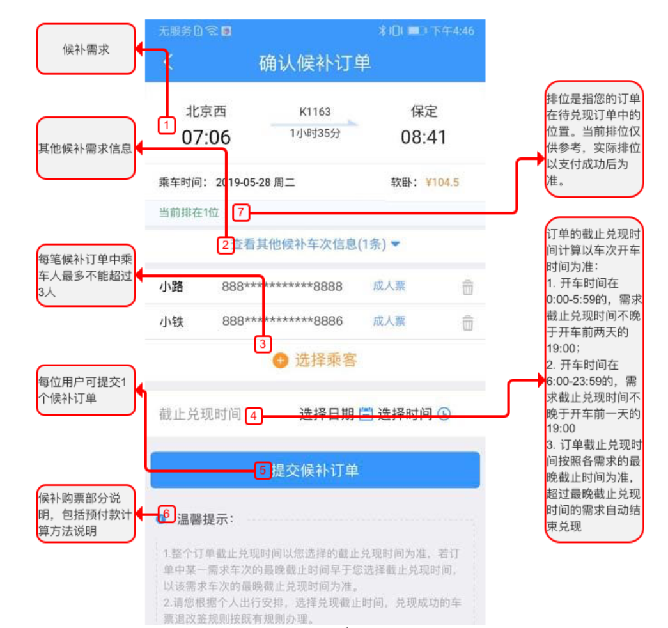 无服务
下午4:46
确认候补订单
候补需求
北京西
K1163
保定
1
07:06
1小时35分
08:41
其他候补需求信息
乘车时间: 2019-05-28 周二
软卧: ¥104.5
当前排在1位
7
排位是指您的订单
在待兑现订单中的
位置。当前排位仅
供参考，实际排位
以支付成功后为
准。
2
查看其他候补车次信息(1条)
每笔候补订单中乘
车人最多不能超过
3人
小路 888***********8888 成人票
小铁 888***********8886 成人票
3
选择乘客
每位用户可提交1
个候补订单
截止兑现时间
4
选择日期
选择时间
订单的截止兑现时
间计算以车次开车
时间为准：
1. 开车时间在
0:00-5:59的，需求
截止兑现时间不晚
于开车前两天的
19:00；
2. 开车时间在
6:00-23:59的，需
求截止兑现时间不
晚于开车前一天的
19:00
3. 订单截止兑现时
间按照各需求的最
晚截止时间为准，
超过最晚截止兑现
时间的需求自动结
束兑现
5
提交候补订单
候补购票部分说
明，包括预付款计
算方法说明
6
温馨提示：
1.整个订单截止兑现时间以您选择的截止兑现时间为准，若订
单中某一需求车次的最晚截止时间早于您选择截止兑现时间，
以该需求车次的最晚截止兑现时间为准。
2.请您根据个人出行安排，选择兑现截止时间，兑现成功的车
票退改签规则按既有规则办理。